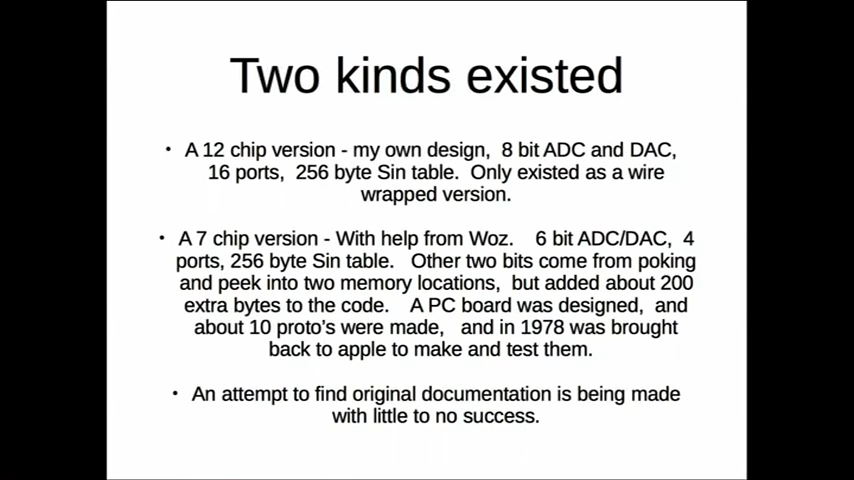 Two kinds existed
• A 12 chip version - my own design, 8 bit ADC and DAC,
16 ports, 256 byte Sin table. Only existed as a wire
wrapped version.
• A 7 chip version - With help from Woz. 6 bit ADC/DAC, 4
ports, 256 byte Sin table. Other two bits come from poking
and peek into two memory locations, but added about 200
extra bytes to the code. A PC board was designed, and
about 10 proto's were made, and in 1978 was brought
back to apple to make and test them.
• An attempt to find original documentation is being made
with little to no success.